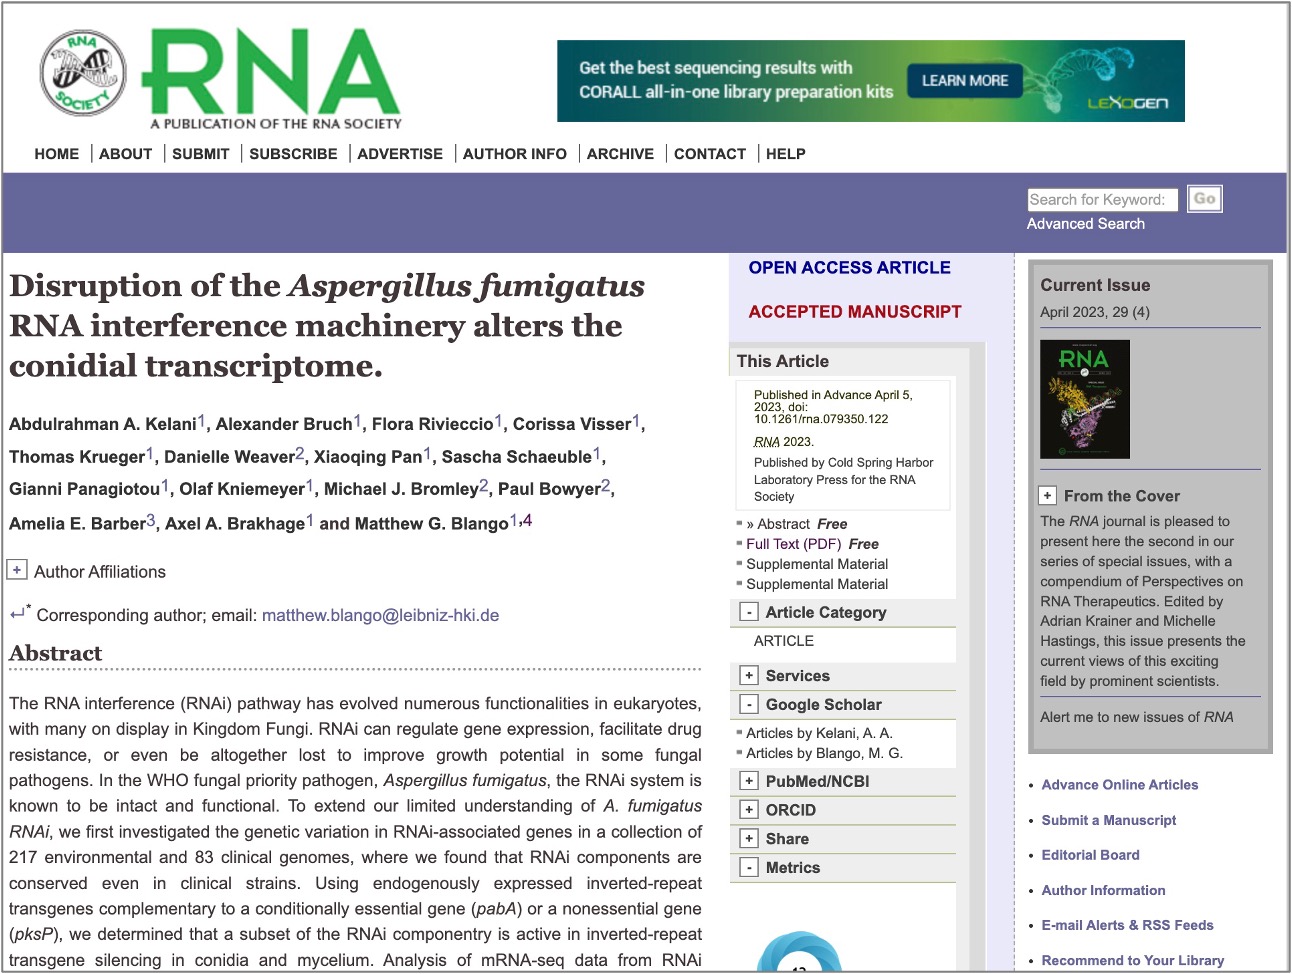 RNA
SOCIETY
RNA
A PUBLICATION OF THE RNA SOCIETY
Get the best sequencing results with
CORALL all-in-one library preparation kits
LEARN MORE
LEXOGEN
HOME
ABOUT
SUBMIT
SUBSCRIBE
ADVERTISE
AUTHOR INFO
ARCHIVE
CONTACT
HELP
Search for Keyword:
Go
Advanced Search
Disruption of the Aspergillus fumigatus
RNA interference machinery alters the
conidial transcriptome.
Abdulrahman A. Kelani1, Alexander Bruch1, Flora Rivieccio1, Corissa Visser1,
Thomas Krueger1, Danielle Weaver2, Xiaoqing Pan1, Sascha Schaeuble1,
Gianni Panagiotou1, Olaf Kniemeyer1, Michael J. Bromley2, Paul Bowyer2,
Amelia E. Barber3, Axel A. Brakhage1 and Matthew G. Blango1,4
+ Author Affiliations
↵* Corresponding author; email: matthew.blango@leibniz-hki.de
Abstract
The RNA interference (RNAi) pathway has evolved numerous functionalities in eukaryotes,
with many on display in Kingdom Fungi. RNAi can regulate gene expression, facilitate drug
resistance, or even be altogether lost to improve growth potential in some fungal
pathogens. In the WHO fungal priority pathogen, Aspergillus fumigatus, the RNAi system is
known to be intact and functional. To extend our limited understanding of A. fumigatus
RNAi, we first investigated the genetic variation in RNAi-associated genes in a collection of
217 environmental and 83 clinical genomes, where we found that RNAi components are
conserved even in clinical strains. Using endogenously expressed inverted-repeat
transgenes complementary to a conditionally essential gene (pabA) or a nonessential gene
(pksP), we determined that a subset of the RNAi componentry is active in inverted-repeat
transgene silencing in conidia and mycelium. Analysis of mRNA-seq data from RNAi
OPEN ACCESS ARTICLE
ACCEPTED MANUSCRIPT
This Article
Published in Advance April 5,
2023, doi:
10.1261/rna.079350.122
RNA 2023.
Published by Cold Spring Harbor
Laboratory Press for the RNA
Society
» Abstract Free
Full Text (PDF) Free
Supplemental Material
Supplemental Material
- Article Category
ARTICLE
+ Services
- Google Scholar
Articles by Kelani, A. A.
Articles by Blango, M. G.
+ PubMed/NCBI
+ ORCID
+ Share
- Metrics
Current Issue
April 2023, 29 (4)
RNA
+ From the Cover
The RNA journal is pleased to
present here the second in our
series of special issues, with a
compendium of Perspectives on
RNA Therapeutics. Edited by
Adrian Krainer and Michelle
Hastings, this issue presents the
current views of this exciting
field by prominent scientists.
Alert me to new issues of RNA
• Advance Online Articles
• Submit a Manuscript
• Editorial Board
• Author Information
• E-mail Alerts & RSS Feeds
• Recommend to Your Library